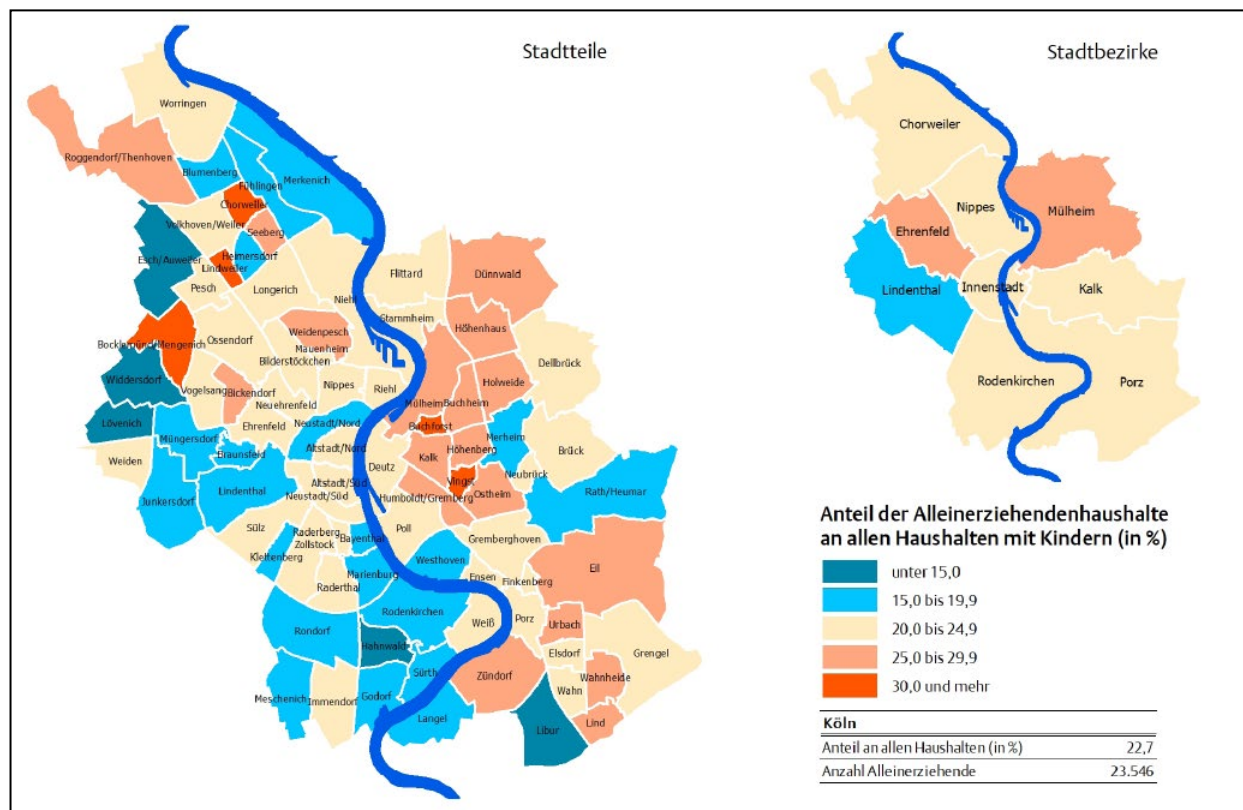 Stadtteile
Stadtbezirke
Worringen
Roggendorf/Thenhoven
Blumenberg
Fühlingen
Merkenich
Chorweiler
Volkhoven/Weiler
Seeberg
Heimersdorf
Esch/Auweiler
Lindweiler
Pesch
Longerich
Niehl
Flittard
Dünnwald
Stammheim
Höhenhaus
Weidenpesch
Mauenheim
Ossendorf
Bocklemünd/Mengenich
Bilderstöckchen
Dellbrück
Holweide
Widdersdorf
Vogelsang
Bickendorf
Nippes
Riehl
Mülheim
Buchheim
Neuehrenfeld
Lövenich
Ehrenfeld
Neustadt/Nord
Buchforst
Müngersdorf
Merheim
Altstadt/Nord
Höhenberg
Brück
Braunsfeld
Weiden
Kalk
Deutz
Neubrück
Vingst
Altstadt/Süd
Neustadt/Süd
Junkersdorf
Lindenthal
Humboldt/Gremberg
Ostheim
Rath/Heumar
Sülz
Raderberg
Zollstock
Bayenthal
Poll
Gremberghoven
Klettenberg
Marienburg
Westhoven
Ensen
Finkenberg
Eil
Raderthal
Rodenkirchen
Weiß
Porz
Urbach
Rondorf
Hahnwald
Elsdorf
Grengel
Sürth
Zündorf
Wahnheide
Meschenich
Immendorf
Godorf
Wahn
Langel
Libur
Lind
Chorweiler
Nippes
Mülheim
Ehrenfeld
Lindenthal
Innenstadt
Kalk
Rodenkirchen
Porz
Anteil der Alleinerziehendenhaushalte
an allen Haushalten mit Kindern (in %)
unter 15,0
15,0 bis 19,9
20,0 bis 24,9
25,0 bis 29,9
30,0 und mehr
Köln
Anteil an allen Haushalten (in %) 22,7
Anzahl Alleinerziehende 23.546